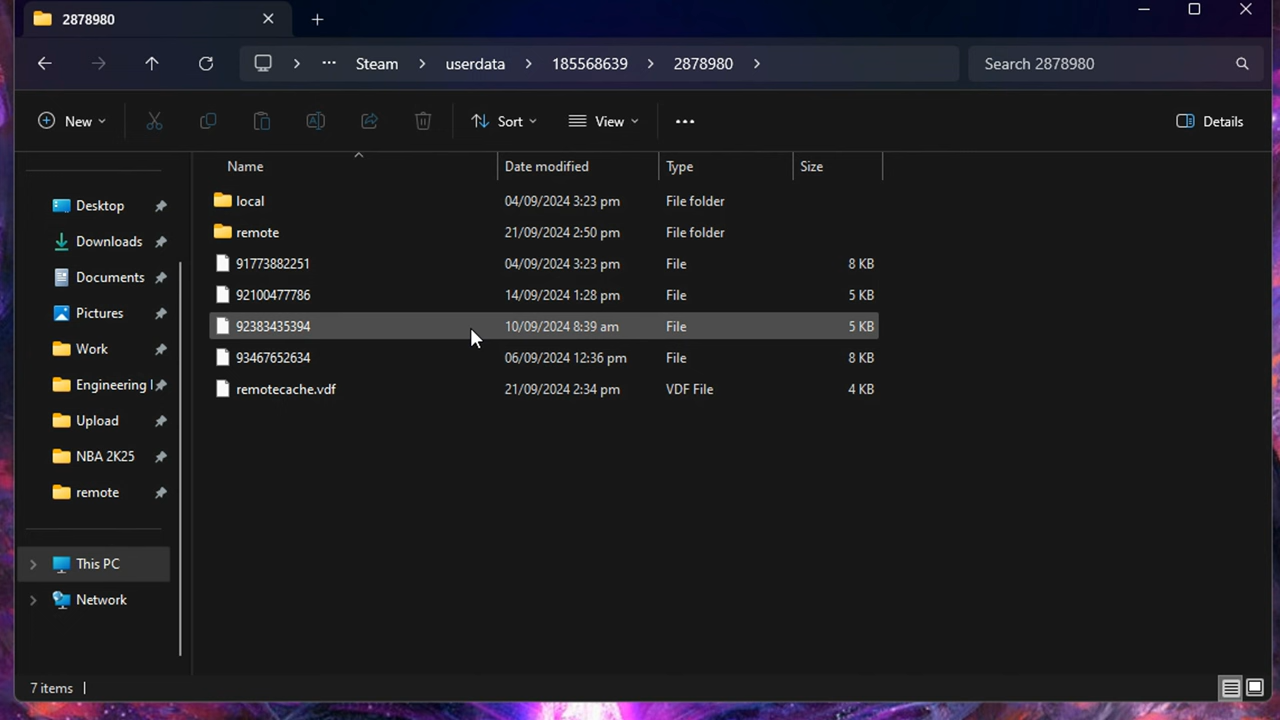 2878980
Steam userdata 185568639 2878980
Search 2878980
New Sort View Details
Name Date modified Type Size
local 04/09/2024 3:23 pm File folder
remote 21/09/2024 2:50 pm File folder
91773882251 04/09/2024 3:23 pm File 8 KB
92100477786 14/09/2024 1:28 pm File 5 KB
92383435394 10/09/2024 8:39 am File 5 KB
93467652634 06/09/2024 12:36 pm File 8 KB
remotecache.vdf 21/09/2024 2:34 pm VDF File 4 KB
Desktop
Downloads
Documents
Pictures
Work
Engineering
Upload
NBA 2K25
remote
This PC
Network
7 items